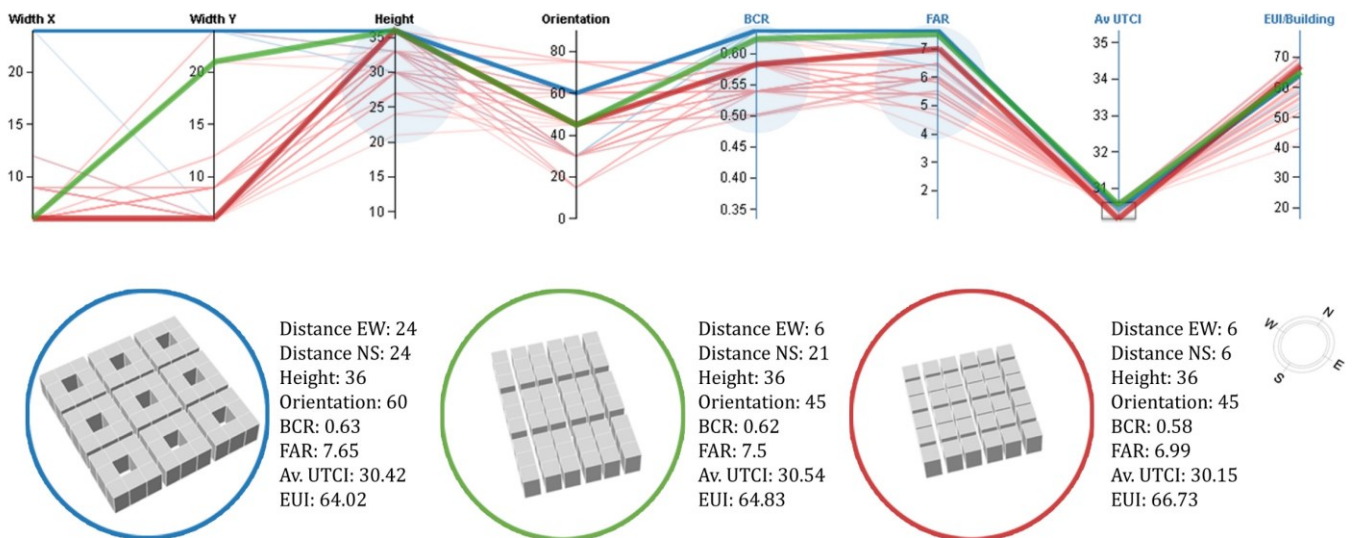 Width X Width Y Height Orientation BCR FAR Av UTCI EUI/Building
20 15 10
20 15 10
35 30 25 20 15 10
80 60 40 20 0
0.60 0.55 0.50 0.45 0.40 0.35
7 6 5 4 3 2
35 34 33 32 31
70 60 50 40 30 20
Distance EW: 24
Distance NS: 24
Height: 36
Orientation: 60
BCR: 0.63
FAR: 7.65
Av. UTCI: 30.42
EUI: 64.02
Distance EW: 6
Distance NS: 21
Height: 36
Orientation: 45
BCR: 0.62
FAR: 7.5
Av. UTCI: 30.54
EUI: 64.83
Distance EW: 6
Distance NS: 6
Height: 36
Orientation: 45
BCR: 0.58
FAR: 6.99
Av. UTCI: 30.15
EUI: 66.73
N
W
E
S